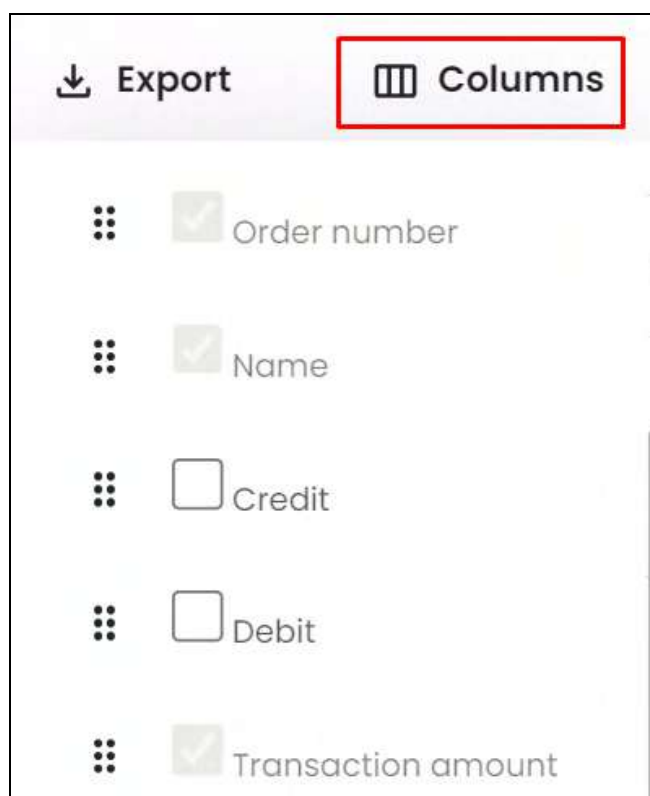 Export Columns
Order number
Name
Credit
Debit
Transaction amount